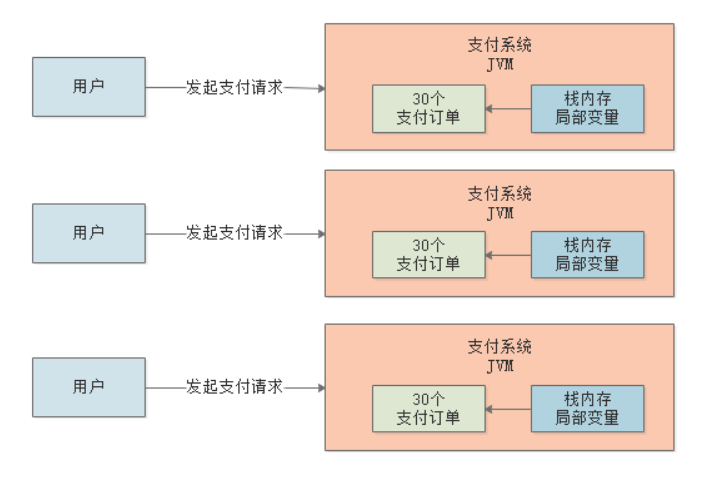 支付系统
JVM
用户
发起支付请求
30个
支付订单
栈内存
局部变量
支付系统
JVM
用户
发起支付请求
30个
支付订单
栈内存
局部变量
支付系统
JVM
用户
发起支付请求
30个
支付订单
栈内存
局部变量